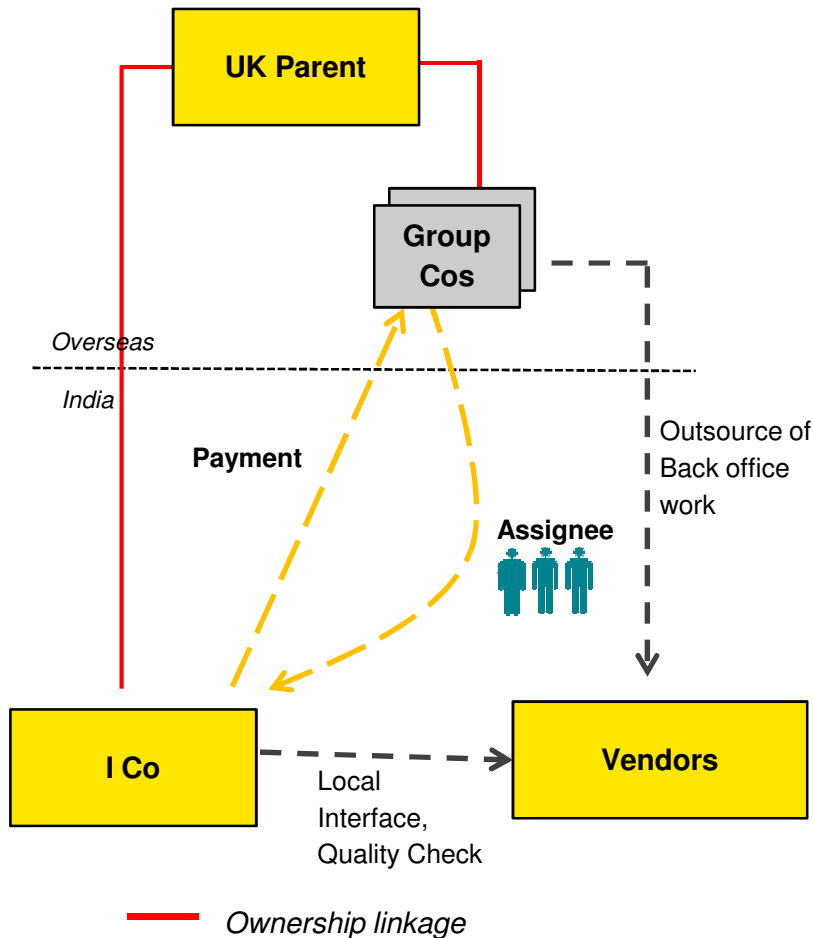 UK Parent
Group
Cos
Overseas
India
Payment
Outsource of
Back office
work
Assignee
I Co
Vendors
Local
Interface,
Quality Check
Ownership linkage